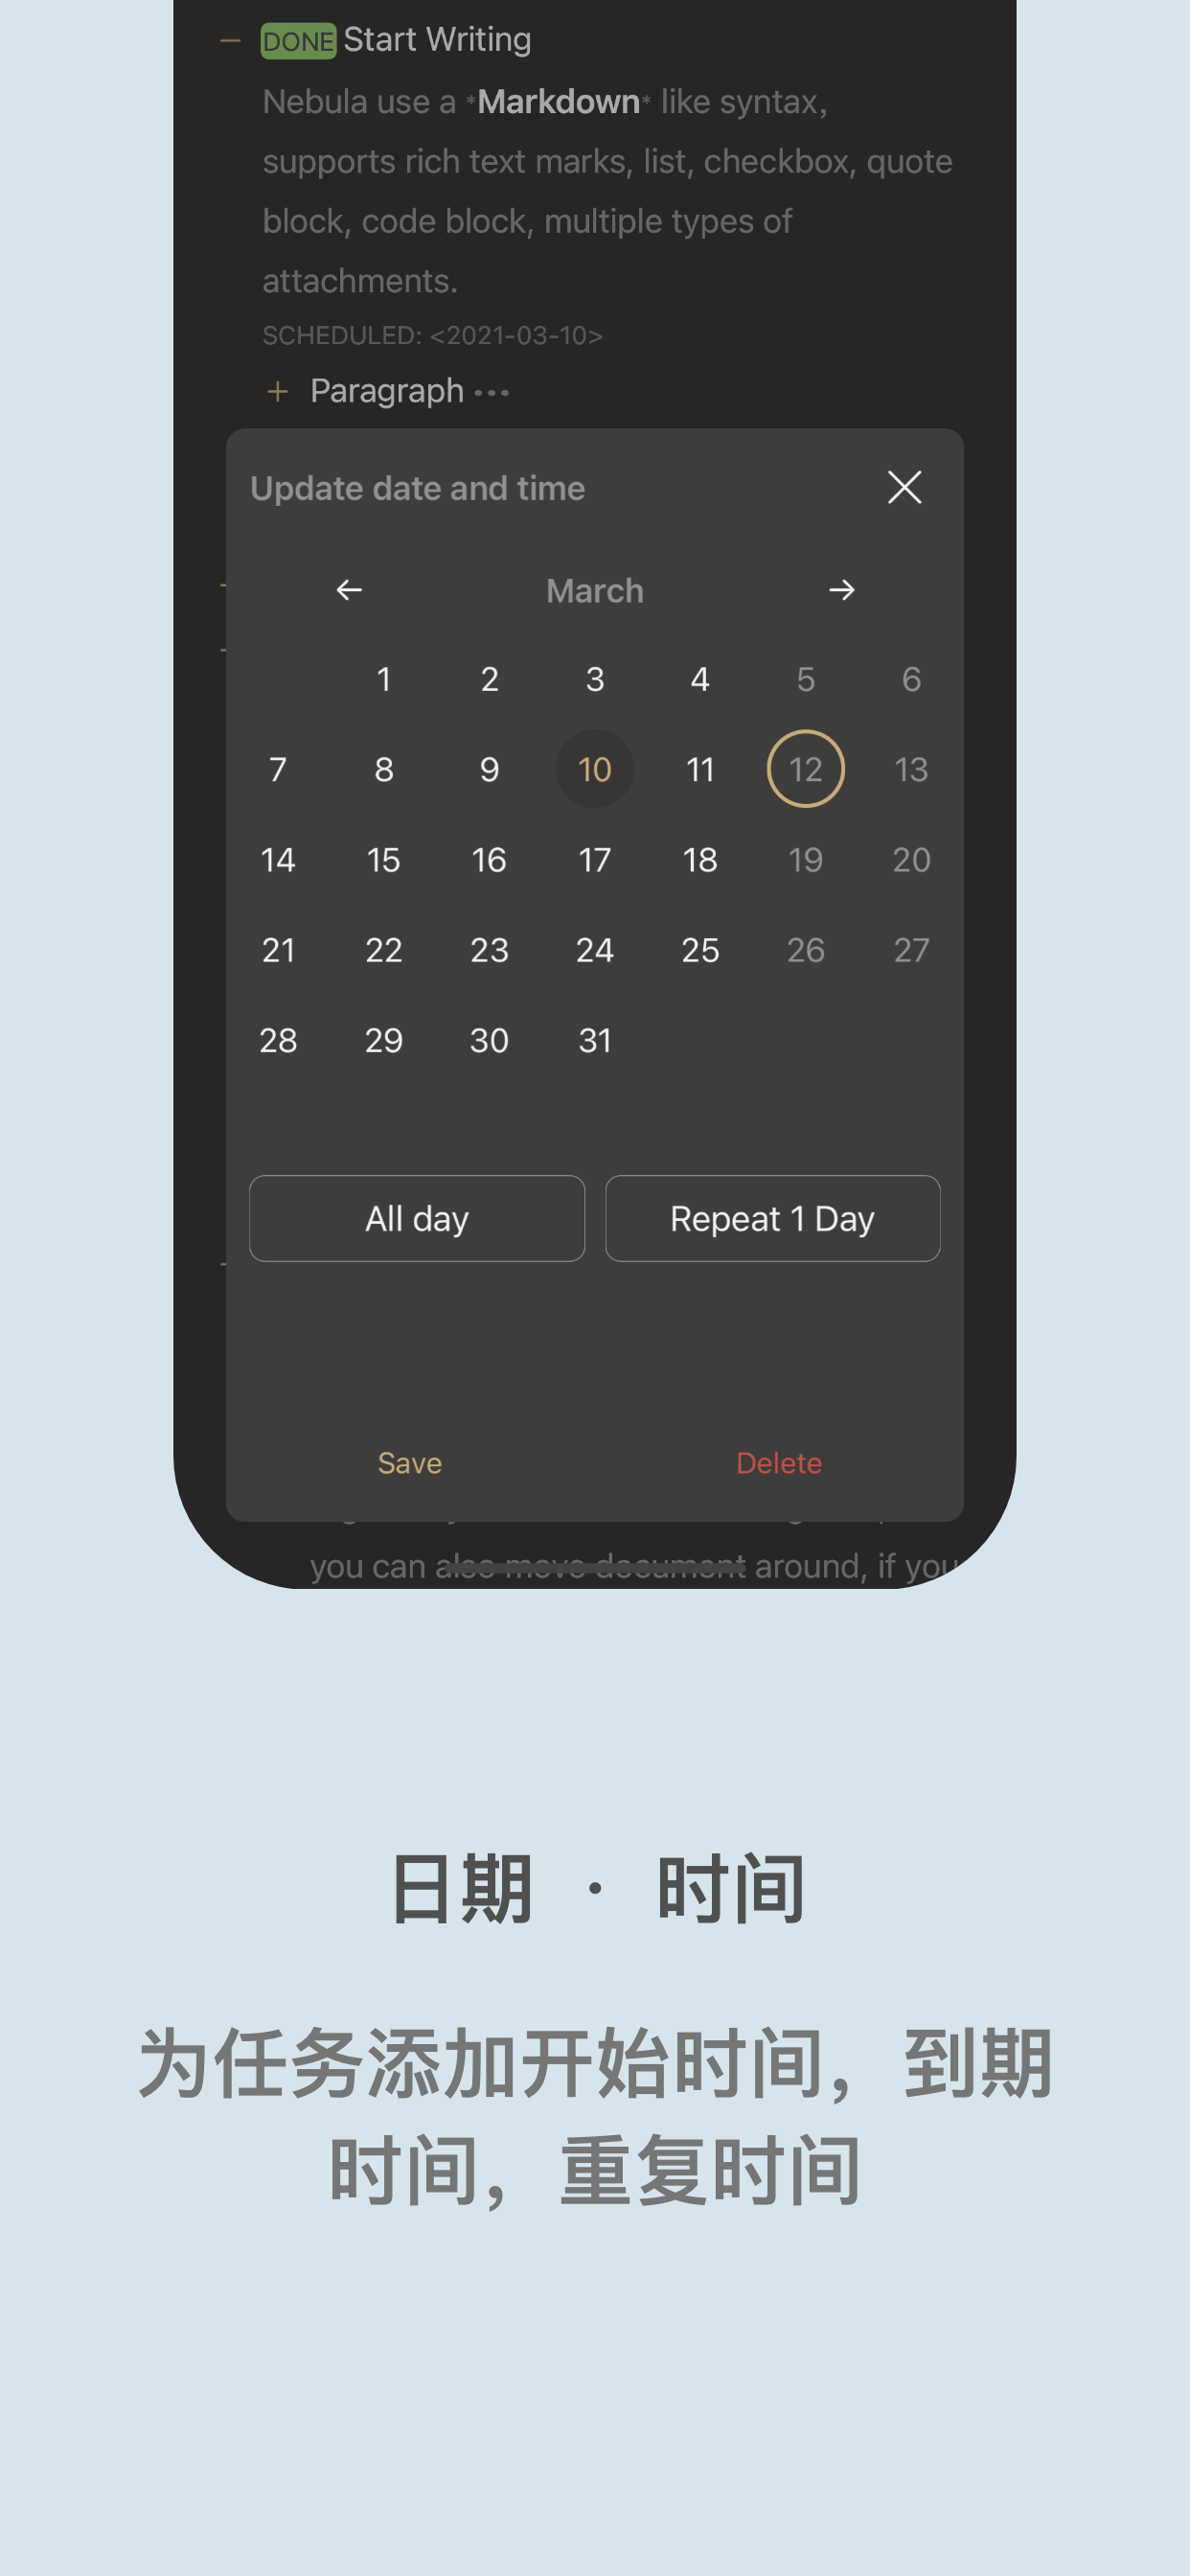 DONE Start Writing
Nebula use a *Markdown* like syntax,
supports rich text marks, list, checkbox, quote
block, code block, multiple types of
attachments.
SCHEDULED: <2021-03-10>
+ Paragraph ···
Update date and time
← March →
1 2 3 4 5 6
7 8 9 10 11 12 13
14 15 16 17 18 19 20
21 22 23 24 25 26 27
28 29 30 31
All day Repeat 1 Day
Save Delete
you can also move document around, if you
日期 · 时间
为任务添加开始时间，到期
时间，重复时间